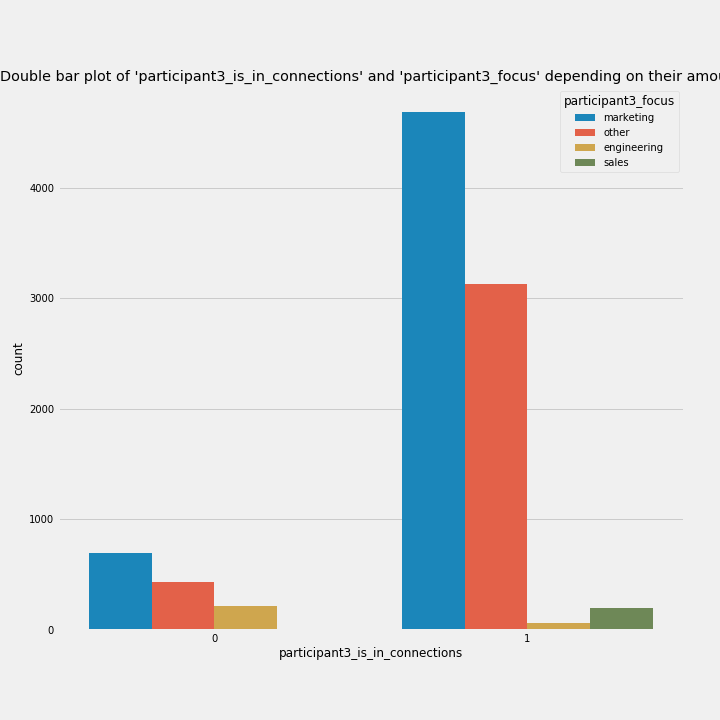 Double bar plot of 'participant3_is_in_connections' and 'participant3_focus' depending on their
participant3_focus
marketing
other
engineering
sales
4000
3000
2000
1000
0
count
0
1
participant3_is_in_connections